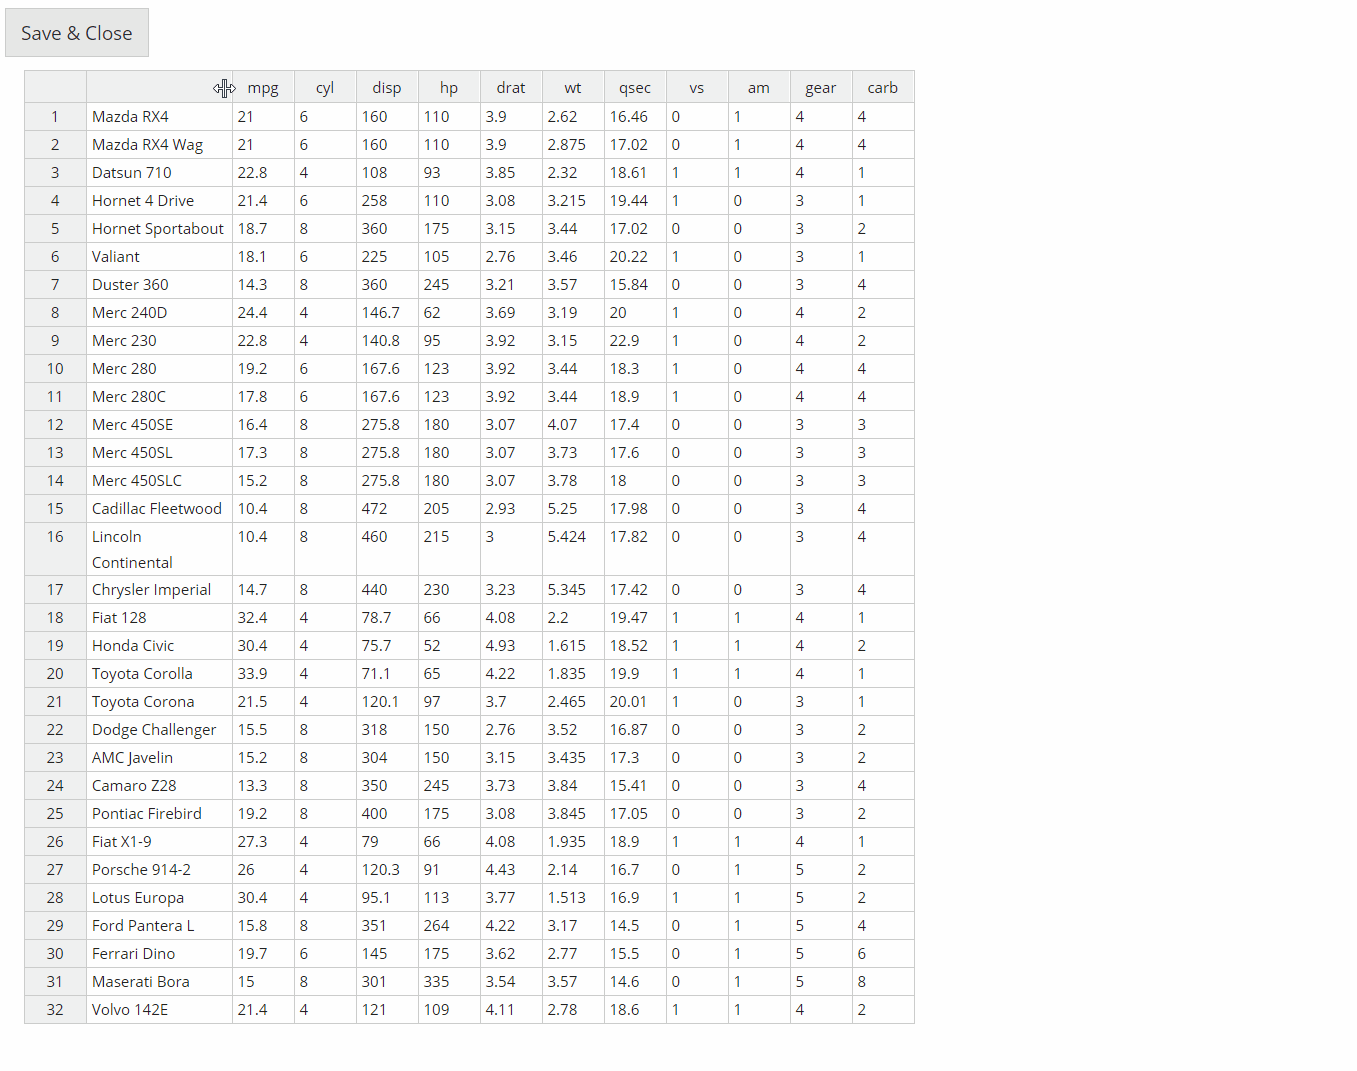 Save & Close
mpg cyl disp hp drat wt qsec vs am gear carb
1 Mazda RX4 21 6 160 110 3.9 2.62 16.46 0 1 4 4
2 Mazda RX4 Wag 21 6 160 110 3.9 2.875 17.02 0 1 4 4
3 Datsun 710 22.8 4 108 93 3.85 2.32 18.61 1 1 4 1
4 Hornet 4 Drive 21.4 6 258 110 3.08 3.215 19.44 1 0 3 1
5 Hornet Sportabout 18.7 8 360 175 3.15 3.44 17.02 0 0 3 2
6 Valiant 18.1 6 225 105 2.76 3.46 20.22 1 0 3 1
7 Duster 360 14.3 8 360 245 3.21 3.57 15.84 0 0 3 4
8 Merc 240D 24.4 4 146.7 62 3.69 3.19 20 1 0 4 2
9 Merc 230 22.8 4 140.8 95 3.92 3.15 22.9 1 0 4 2
10 Merc 280 19.2 6 167.6 123 3.92 3.44 18.3 1 0 4 4
11 Merc 280C 17.8 6 167.6 123 3.92 3.44 18.9 1 0 4 4
12 Merc 450SE 16.4 8 275.8 180 3.07 4.07 17.4 0 0 3 3
13 Merc 450SL 17.3 8 275.8 180 3.07 3.73 17.6 0 0 3 3
14 Merc 450SLC 15.2 8 275.8 180 3.07 3.78 18 0 0 3 3
15 Cadillac Fleetwood 10.4 8 472 205 2.93 5.25 17.98 0 0 3 4
16 Lincoln 10.4 8 460 215 3 5.424 17.82 0 0 3 4
Continental
17 Chrysler Imperial 14.7 8 440 230 3.23 5.345 17.42 0 0 3 4
18 Fiat 128 32.4 4 78.7 66 4.08 2.2 19.47 1 1 4 1
19 Honda Civic 30.4 4 75.7 52 4.93 1.615 18.52 1 1 4 2
20 Toyota Corolla 33.9 4 71.1 65 4.22 1.835 19.9 1 1 4 1
21 Toyota Corona 21.5 4 120.1 97 3.7 2.465 20.01 1 0 3 1
22 Dodge Challenger 15.5 8 318 150 2.76 3.52 16.87 0 0 3 2
23 AMC Javelin 15.2 8 304 150 3.15 3.435 17.3 0 0 3 2
24 Camaro Z28 13.3 8 350 245 3.73 3.84 15.41 0 0 3 4
25 Pontiac Firebird 19.2 8 400 175 3.08 3.845 17.05 0 0 3 2
26 Fiat X1-9 27.3 4 79 66 4.08 1.935 18.9 1 1 4 1
27 Porsche 914-2 26 4 120.3 91 4.43 2.14 16.7 0 1 5 2
28 Lotus Europa 30.4 4 95.1 113 3.77 1.513 16.9 1 1 5 2
29 Ford Pantera L 15.8 8 351 264 4.22 3.17 14.5 0 1 5 4
30 Ferrari Dino 19.7 6 145 175 3.62 2.77 15.5 0 1 5 6
31 Maserati Bora 15 8 301 335 3.54 3.57 14.6 0 1 5 8
32 Volvo 142E 21.4 4 121 109 4.11 2.78 18.6 1 1 4 2